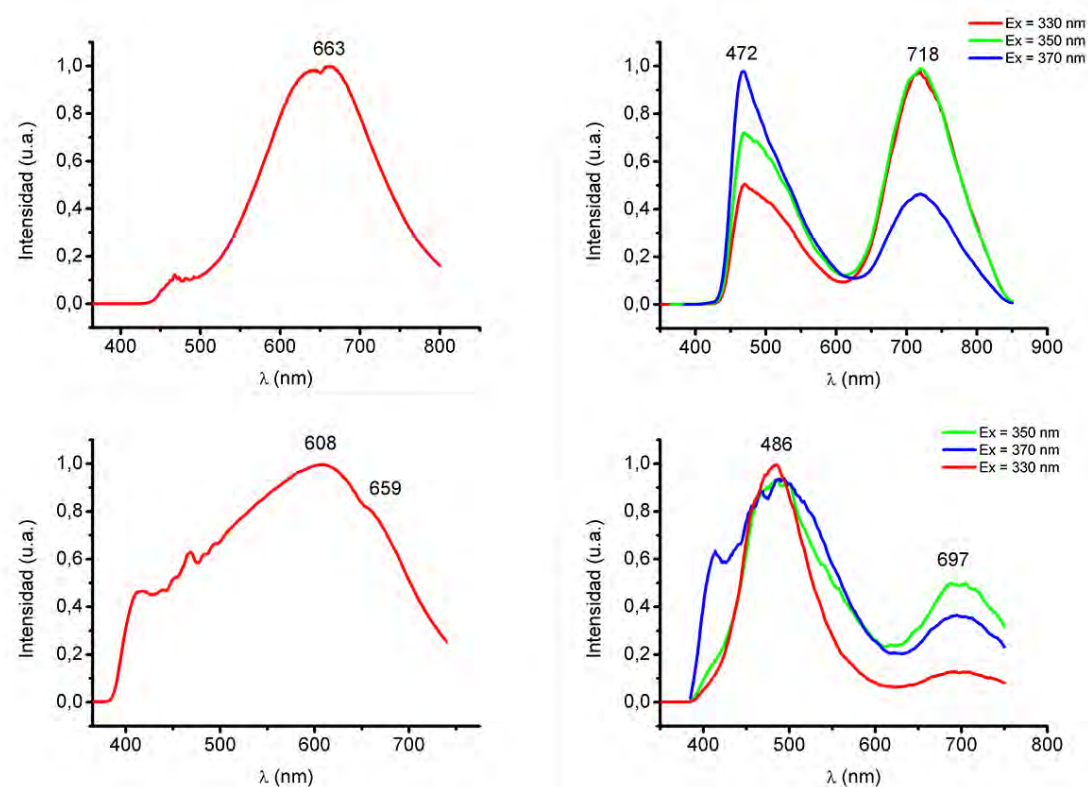 663
1,0
0,8
0,6
0,4
0,2
0,0
Intensidad (u.a.)
400 500 600 700 800
λ (nm)
Ex = 330 nm
Ex = 350 nm
Ex = 370 nm
472 718
1,0
0,8
0,6
0,4
0,2
0,0
Intensidad (u.a.)
400 500 600 700 800 900
λ (nm)
608
659
1,0
0,8
0,6
0,4
0,2
0,0
Intensidad (u.a.)
400 500 600 700
λ (nm)
Ex = 350 nm
Ex = 370 nm
Ex = 330 nm
486
697
1,0
0,8
0,6
0,4
0,2
0,0
Intensidad (u.a.)
400 500 600 700 800
λ (nm)